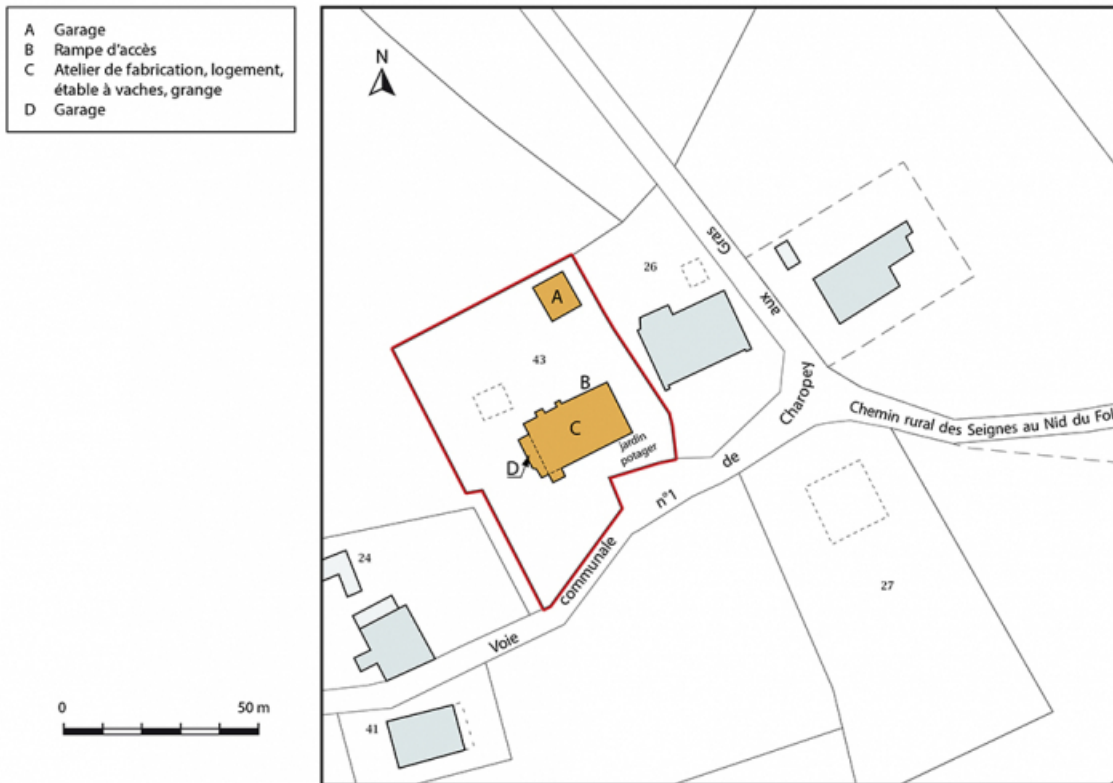 A Garage
B Rampe d'accès
C Atelier de fabrication, logement,
étable à vaches, grange
D Garage
N
Gras
aux
26
A
43
B
C
D
jardin
potager
Charopey
de
n°1
communale
Voie
Chemin rural des Seignes au Nid du Fol
24
27
41
0 50 m